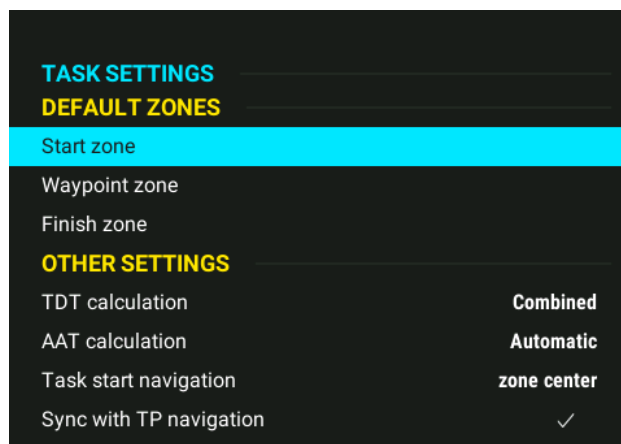 TASK SETTINGS
DEFAULT ZONES
Start zone
Waypoint zone
Finish zone
OTHER SETTINGS
TDT calculation Combined
AAT calculation Automatic
Task start navigation zone center
Sync with TP navigation ✓